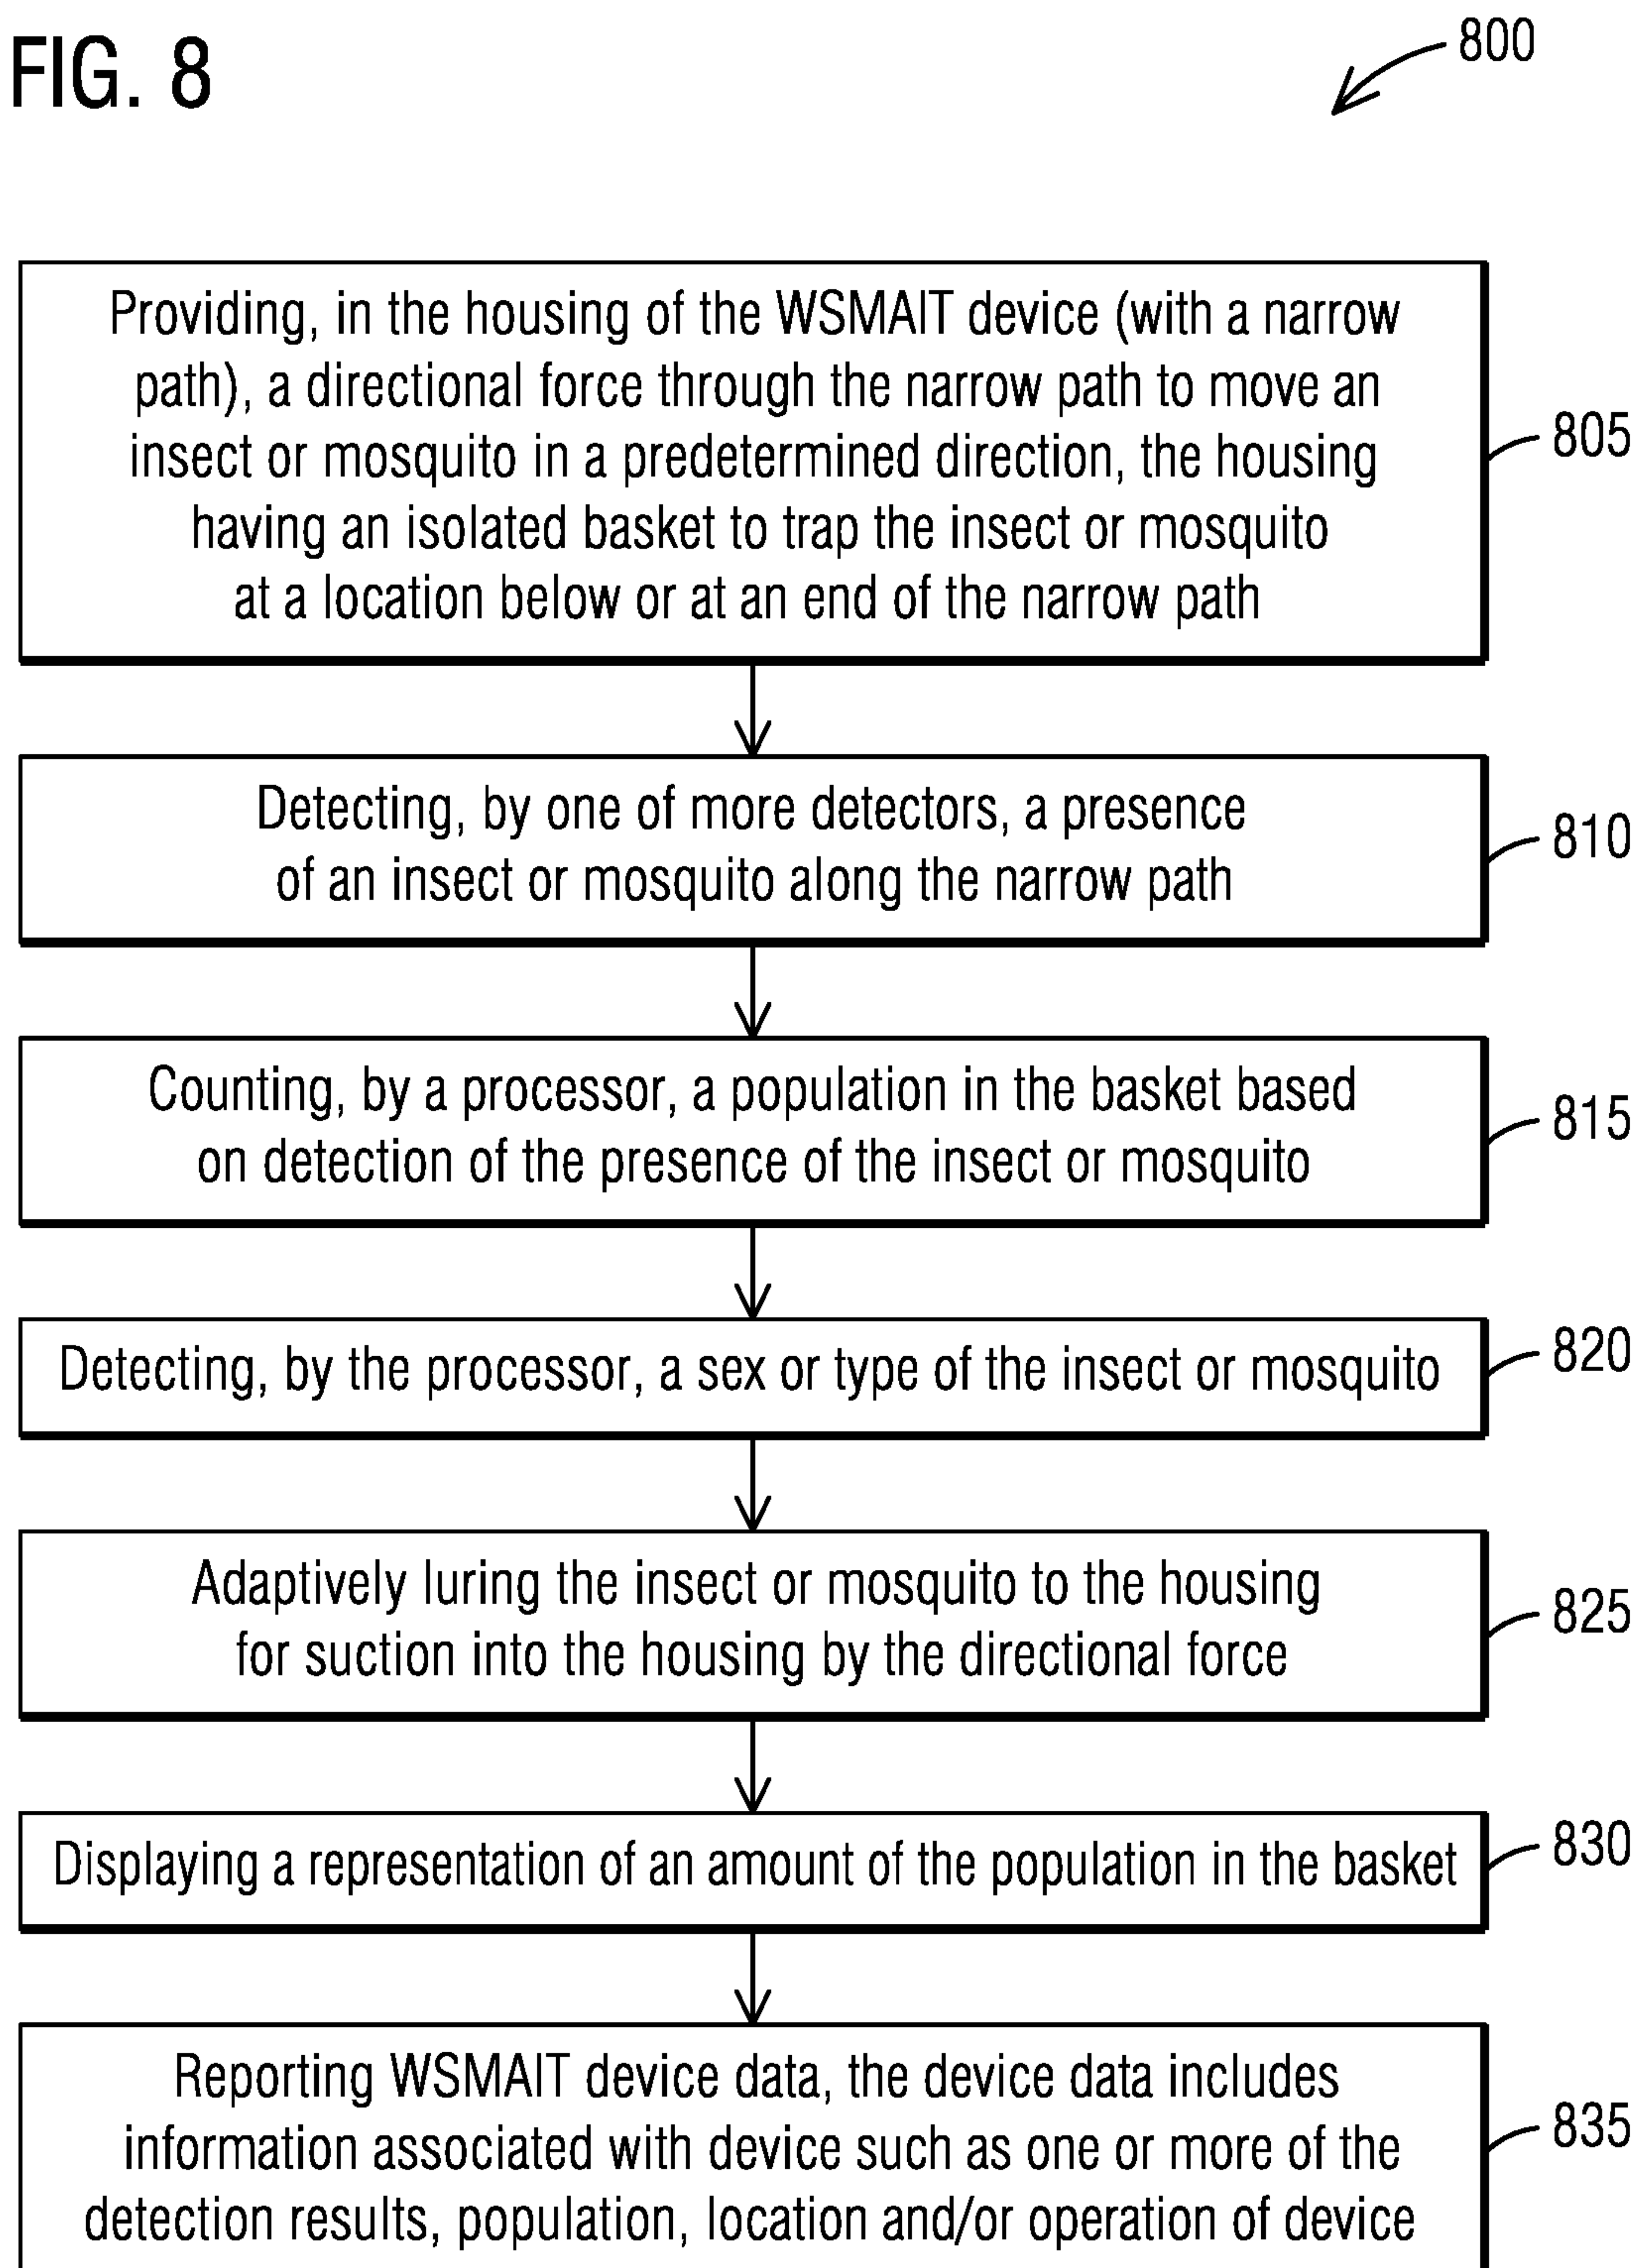 FIG. 8
800
Providing, in the housing of the WSMAIT device (with a narrow
path), a directional force through the narrow path to move an
insect or mosquito in a predetermined direction, the housing
having an isolated basket to trap the insect or mosquito
at a location below or at an end of the narrow path
805
Detecting, by one of more detectors, a presence
of an insect or mosquito along the narrow path
810
Counting, by a processor, a population in the basket based
on detection of the presence of the insect or mosquito
815
Detecting, by the processor, a sex or type of the insect or mosquito
820
Adaptively luring the insect or mosquito to the housing
for suction into the housing by the directional force
825
Displaying a representation of an amount of the population in the basket
830
Reporting WSMAIT device data, the device data includes
information associated with device such as one or more of the
detection results, population, location and/or operation of device
835